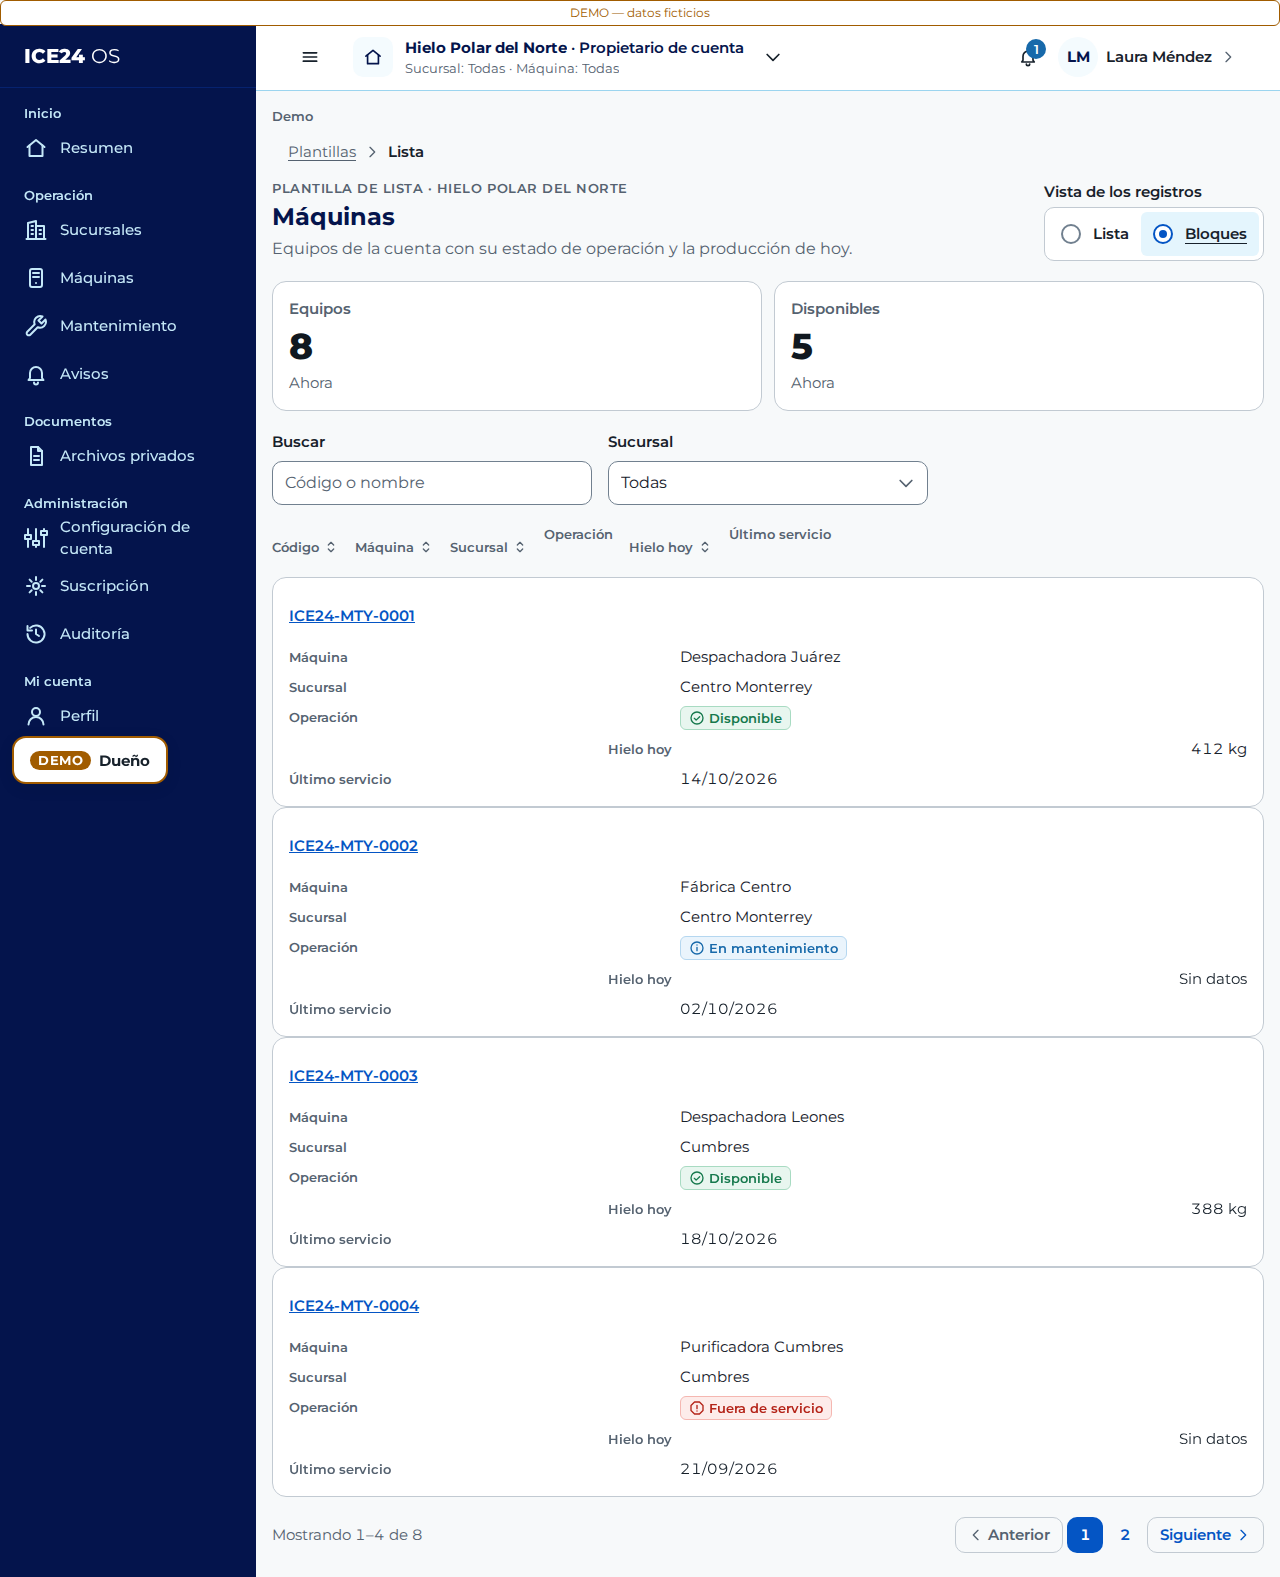 DEMO — datos ficticios
ICE24 OS
Inicio
Resumen
Operación
Sucursales
Máquinas
Mantenimiento
Avisos
Documentos
Archivos privados
Administración
Configuración de
cuenta
Suscripción
Auditoría
Mi cuenta
Perfil
DEMO Dueño
Hielo Polar del Norte · Propietario de cuenta
Sucursal: Todas · Máquina: Todas
1
LM Laura Méndez
Demo
Plantillas Lista
PLANTILLA DE LISTA · HIELO POLAR DEL NORTE
Máquinas
Equipos de la cuenta con su estado de operación y la producción de hoy.
Vista de los registros
Lista Bloques
Equipos
8
Ahora
Disponibles
5
Ahora
Buscar
Código o nombre
Sucursal
Todas
Código Máquina Sucursal Operación Hielo hoy Último servicio
ICE24-MTY-0001
Máquina Despachadora Juárez
Sucursal Centro Monterrey
Operación Disponible
Hielo hoy 412 kg
Último servicio 14/10/2026
ICE24-MTY-0002
Máquina Fábrica Centro
Sucursal Centro Monterrey
Operación En mantenimiento
Hielo hoy Sin datos
Último servicio 02/10/2026
ICE24-MTY-0003
Máquina Despachadora Leones
Sucursal Cumbres
Operación Disponible
Hielo hoy 388 kg
Último servicio 18/10/2026
ICE24-MTY-0004
Máquina Purificadora Cumbres
Sucursal Cumbres
Operación Fuera de servicio
Hielo hoy Sin datos
Último servicio 21/09/2026
Mostrando 1–4 de 8
Anterior 1 2 Siguiente